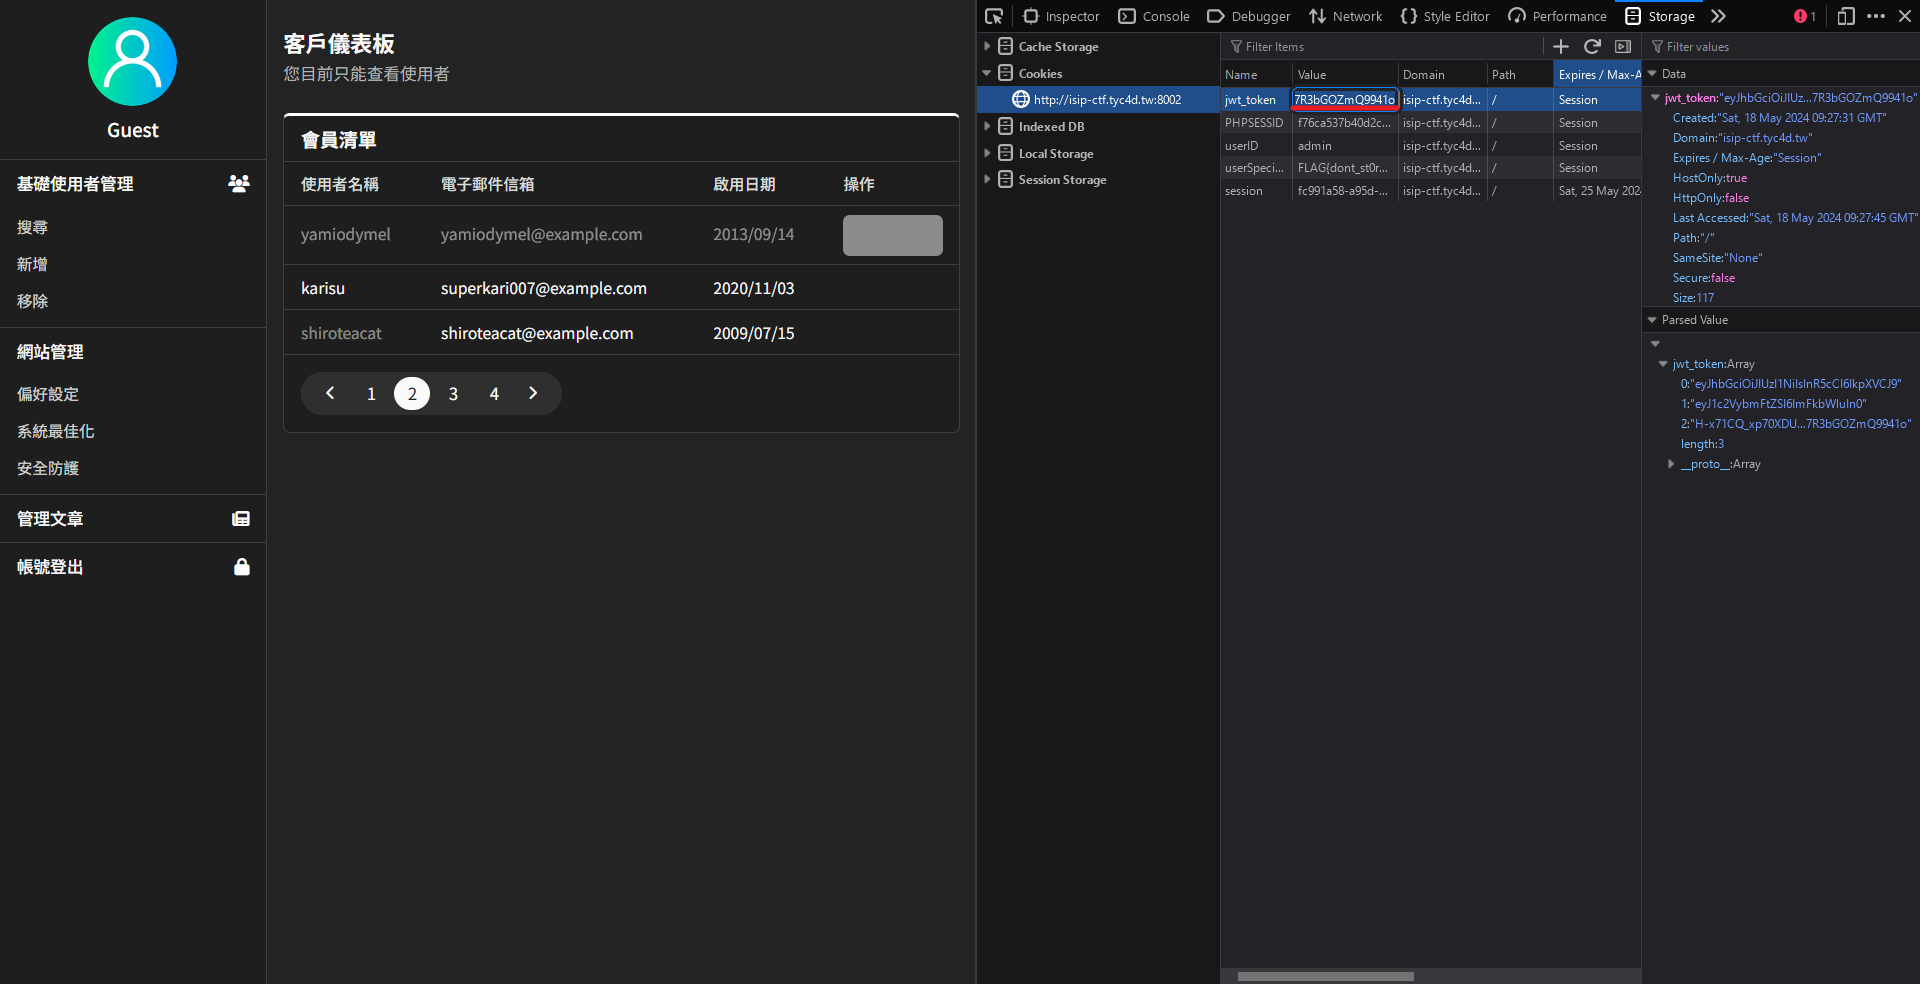 Guest
基礎使用者管理
搜尋
新增
移除
網站管理
偏好設定
系統最佳化
安全防護
管理文章
帳號登出
客戶儀表板
您目前只能查看使用者
會員清單
使用者名稱 電子郵件信箱 啟用日期 操作
yamiodymel yamiodymel@example.com 2013/09/14
karisu superkari007@example.com 2020/11/03
shiroteacat shiroteacat@example.com 2009/07/15
1 2 3 4
Inspector Console Debugger Network Style Editor Performance Storage 1
Cache Storage
Cookies
http://isip-ctf.tyc4d.tw:8002
Indexed DB
Local Storage
Session Storage
Filter Items
Name Value Domain Path Expires / Max-A
jwt_token 7R3bGOZmQ9941o isip-ctf.tyc4d... / Session
PHPSESSID f76ca537b40d2c... isip-ctf.tyc4d... / Session
userID admin isip-ctf.tyc4d... / Session
userSpeci... FLAG{dont_st0r... isip-ctf.tyc4d... / Session
session fc991a58-a95d-... isip-ctf.tyc4d... / Sat, 25 May 202
Filter values
Data
jwt_token:"eyJhbGciOiJIUz...7R3bGOZmQ9941o"
Created:"Sat, 18 May 2024 09:27:31 GMT"
Domain:"isip-ctf.tyc4d.tw"
Expires / Max-Age:"Session"
HostOnly:true
HttpOnly:false
Last Accessed:"Sat, 18 May 2024 09:27:45 GMT"
Path:"/"
SameSite:"None"
Secure:false
Size:117
Parsed Value
jwt_token:Array
0:"eyJhbGciOiJIUzI1NiIsInR5cCI6IkpXVCJ9"
1:"eyJ1c2VybmFtZSI6ImFkbWluIn0"
2:"H-x71CQ_xp70XDU...7R3bGOZmQ9941o"
length:3
__proto__:Array